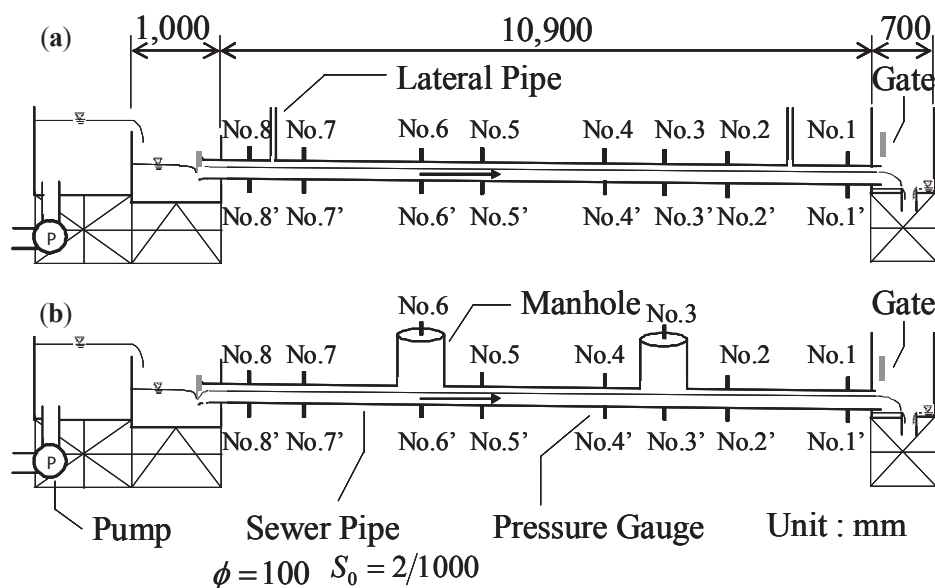 (a) 1,000 10,900 700
Lateral Pipe Gate
No.8 No.7 No.6 No.5 No.4 No.3 No.2 No.1
No.8’ No.7’ No.6’ No.5’ No.4’ No.3’ No.2’ No.1’
P
(b) No.6 Manhole No.3 Gate
No.8 No.7 No.5 No.4 No.2 No.1
No.8’ No.7’ No.6’ No.5’ No.4’ No.3’ No.2’ No.1’
P
Pump Sewer Pipe Pressure Gauge Unit : mm
ϕ = 100 S₀ = 2/1000